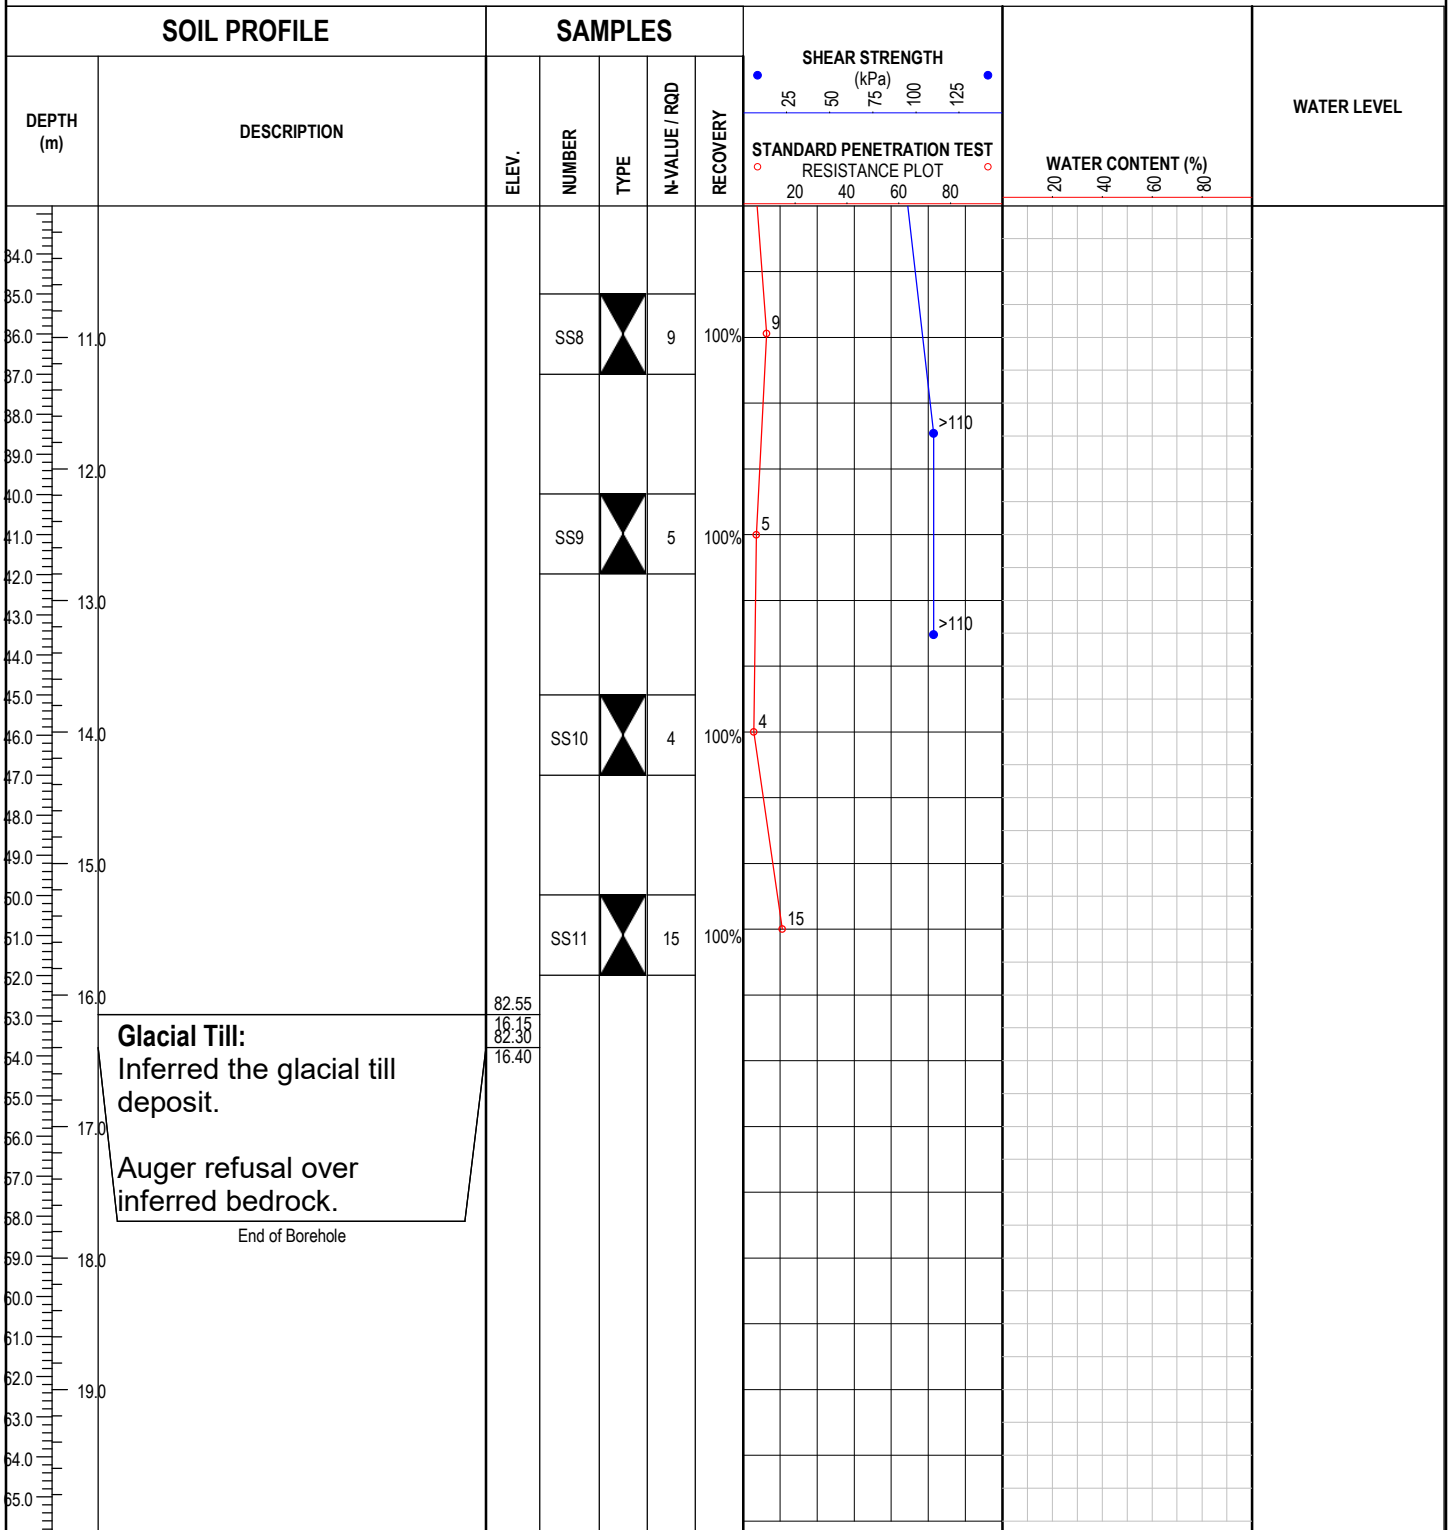 SOIL PROFILE
SAMPLES
DEPTH
(m)
DESCRIPTION
ELEV.
NUMBER
TYPE
N-VALUE / RQD
RECOVERY
SHEAR STRENGTH
(kPa)
25 50 75 100 125
STANDARD PENETRATION TEST
RESISTANCE PLOT
20 40 60 80
WATER CONTENT (%)
20 40 60 80
WATER LEVEL
34.0
35.0
36.0 11.0 SS8 9 100% 9
37.0
38.0 >110
39.0
12.0
40.0
41.0 SS9 5 100% 5
42.0
13.0
43.0 >110
44.0
45.0
46.0 14.0 SS10 4 100% 4
47.0
48.0
49.0
15.0
50.0
51.0 SS11 15 100% 15
52.0
16.0
82.55
53.0
16.15
Glacial Till:
82.30
54.0
16.40
Inferred the glacial till
55.0
deposit.
17.0
56.0
Auger refusal over
57.0
inferred bedrock.
58.0
End of Borehole
59.0
18.0
60.0
61.0
62.0
19.0
63.0
64.0
65.0